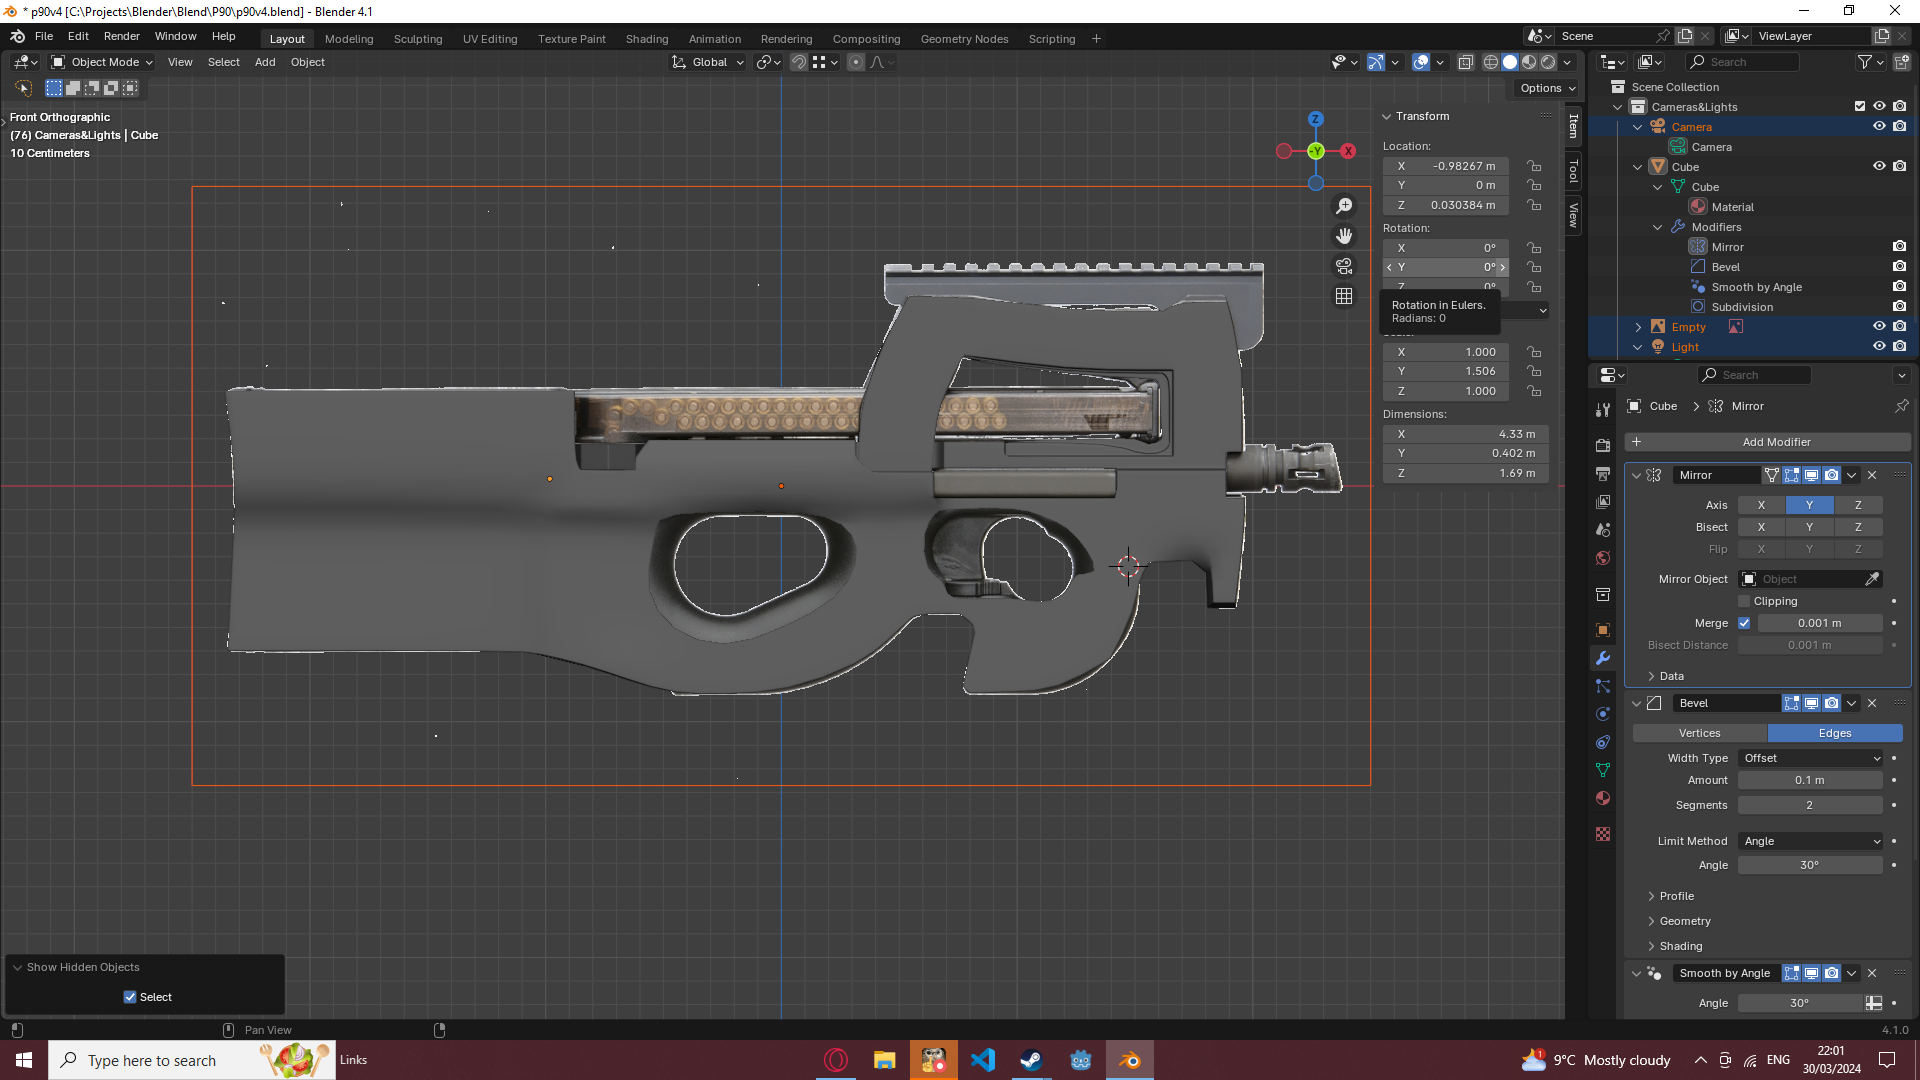 * p90v4 [C:\Projects\Blender\Blend\P90\p90v4.blend] - Blender 4.1
File Edit Render Window Help
Layout Modeling Sculpting UV Editing Texture Paint Shading Animation Rendering Compositing Geometry Nodes Scripting +
Scene
ViewLayer
Object Mode View Select Add Object
Global
Options
Front Orthographic
(76) Cameras&Lights | Cube
10 Centimeters
Z
-Y
X
Transform
Location:
X -0.98267 m
Y 0 m
Z 0.030384 m
Rotation:
X 0°
Y 0°
Z 0°
Rotation in Eulers.
Radians: 0
X 1.000
Y 1.506
Z 1.000
Dimensions:
X 4.33 m
Y 0.402 m
Z 1.69 m
Item
Tool
View
Search
Scene Collection
Cameras&Lights
Camera
Camera
Cube
Cube
Material
Modifiers
Mirror
Bevel
Smooth by Angle
Subdivision
Empty
Light
Search
Cube > Mirror
+ Add Modifier
Mirror
Axis X Y Z
Bisect X Y Z
Flip X Y Z
Mirror Object Object
Clipping
Merge 0.001 m
Bisect Distance 0.001 m
Data
Bevel
Vertices Edges
Width Type Offset
Amount 0.1 m
Segments 2
Limit Method Angle
Angle 30°
Profile
Geometry
Shading
Smooth by Angle
Angle 30°
Show Hidden Objects
Select
Pan View
4.1.0
Type here to search
Links
1
9°C Mostly cloudy
ENG
22:01
30/03/2024